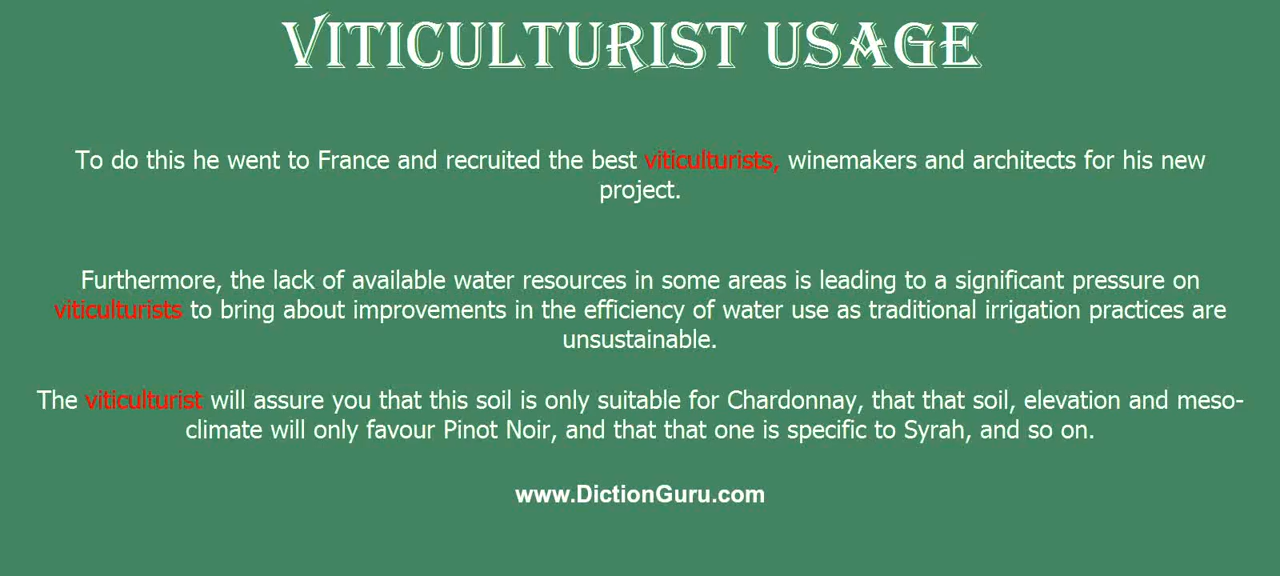 VITICULTURIST USAGE
To do this he went to France and recruited the best viticulturists, winemakers and architects for his new
project.
Furthermore, the lack of available water resources in some areas is leading to a significant pressure on
viticulturists to bring about improvements in the efficiency of water use as traditional irrigation practices are
unsustainable.
The viticulturist will assure you that this soil is only suitable for Chardonnay, that that soil, elevation and meso-
climate will only favour Pinot Noir, and that that one is specific to Syrah, and so on.
www.DictionGuru.com